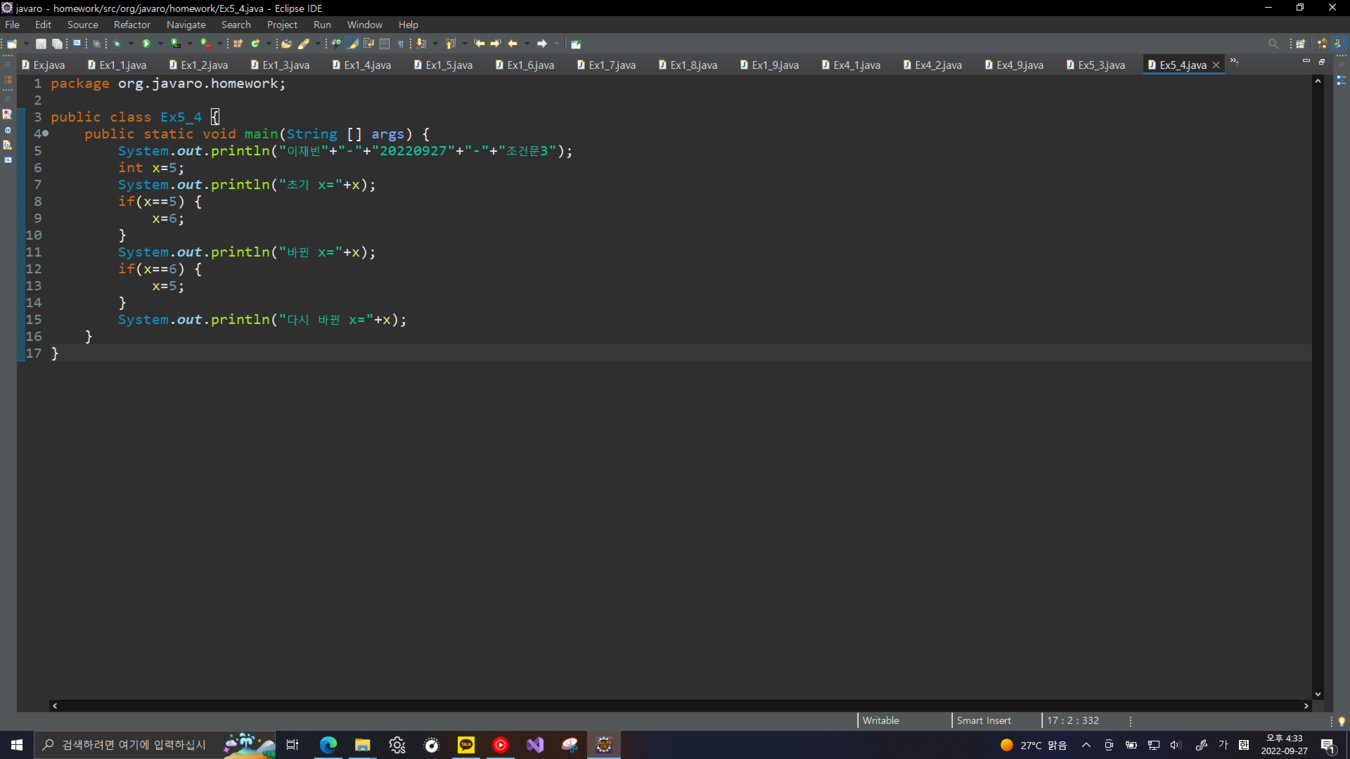 javaro - homework/src/org/javaro/homework/Ex5_4.java - Eclipse IDE
File Edit Source Refactor Navigate Search Project Run Window Help
Ex.java Ex1_1.java Ex1_2.java Ex1_3.java Ex1_4.java Ex1_5.java Ex1_6.java Ex1_7.java Ex1_8.java Ex1_9.java Ex4_1.java Ex4_2.java Ex4_9.java Ex5_3.java Ex5_4.java
1 package org.javaro.homework;
2
3 public class Ex5_4 {
4 public static void main(String [] args) {
5 System.out.println("이재빈"+"-"+"20220927"+"-"+"조건문3");
6 int x=5;
7 System.out.println("초기 x="+x);
8 if(x==5) {
9 x=6;
10 }
11 System.out.println("바뀐 x="+x);
12 if(x==6) {
13 x=5;
14 }
15 System.out.println("다시 바뀐 x="+x);
16 }
17 }
Writable Smart Insert 17 : 2 : 332
검색하려면 여기에 입력하십시 TALK 27°C 맑음 가 한 오후 4:33
2022-09-27 1